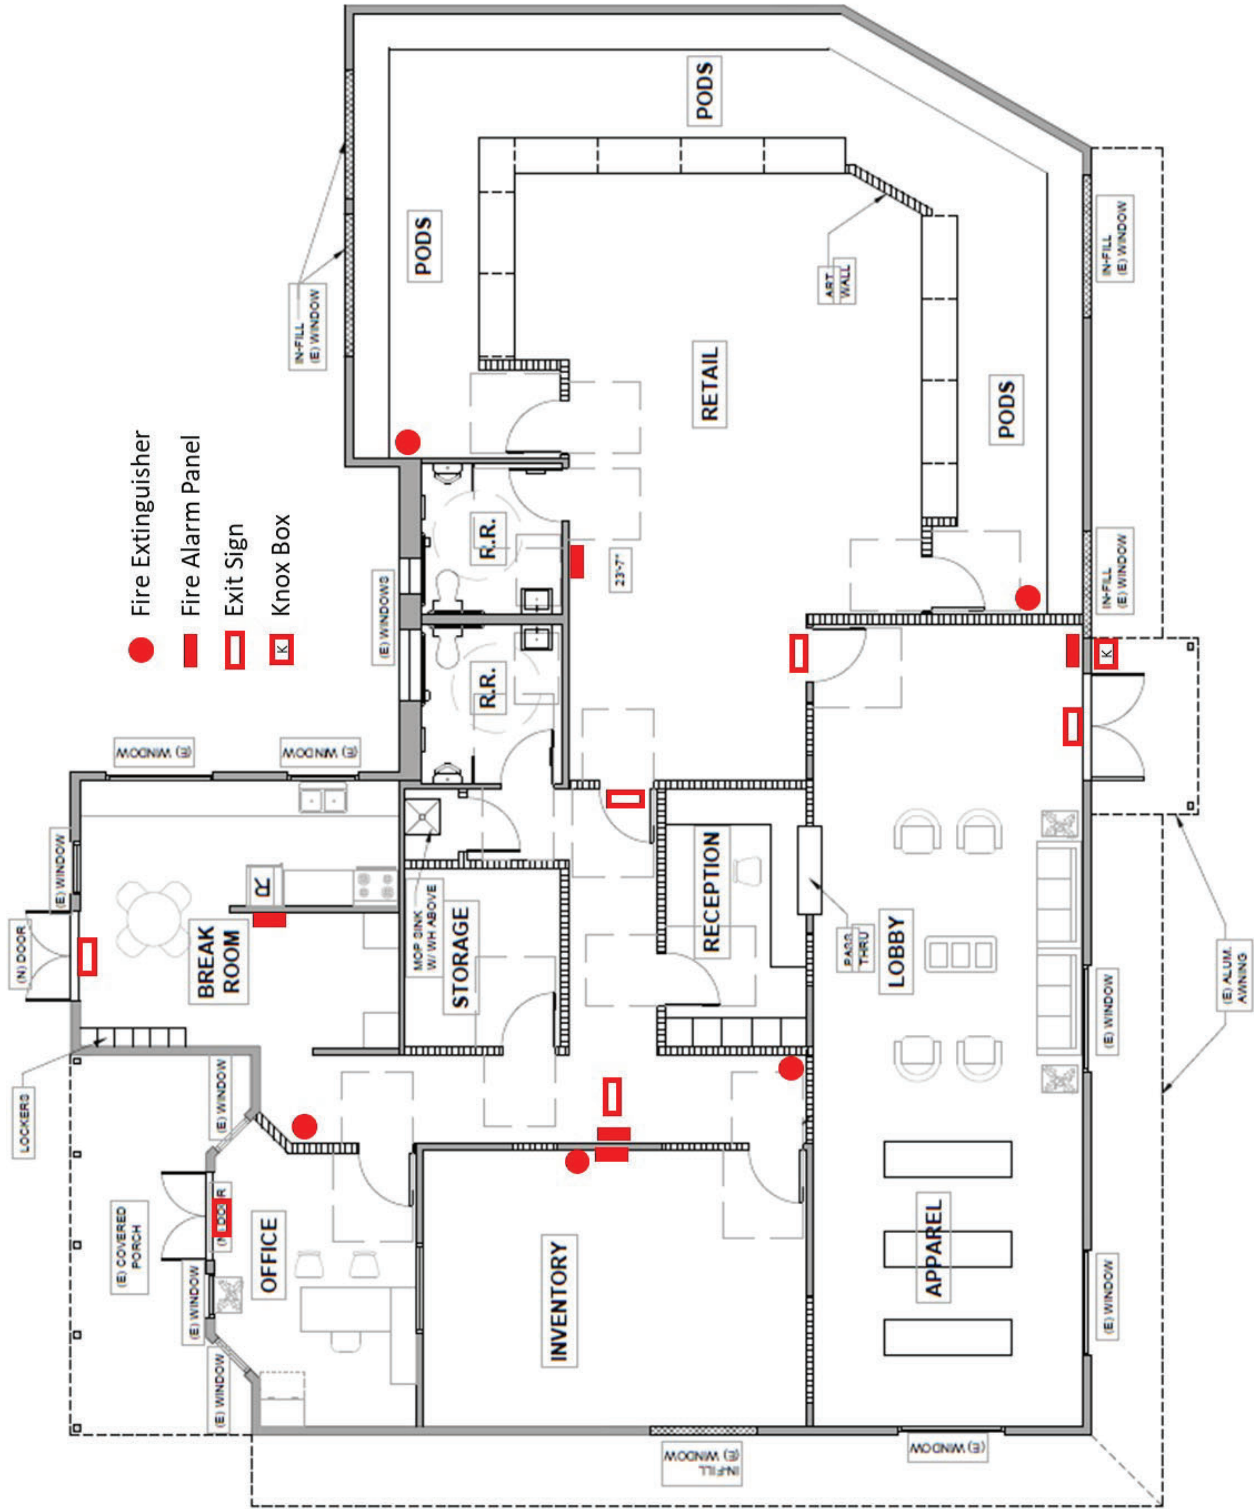 Fire Extinguisher
Fire Alarm Panel
Exit Sign
K
Knox Box
(N) DOOR
(E) WINDOW
(E) WINDOW
(E) WINDOW
(E) WINDOWS
IN-FILL
(E) WINDOW
LOCKERS
(E) COVERED
PORCH
(E) WINDOW
(E) WINDOW
(E) WINDOW
BREAK
ROOM
R
OFFICE
MOP SINK
W/ WH ABOVE
STORAGE
R.R.
R.R.
PODS
PODS
PODS
23'-7"
RETAIL
ART
WALL
INVENTORY
RECEPTION
PASS
THRU
LOBBY
APPAREL
IN-FILL
(E) WINDOW
(E) WINDOW
(E) WINDOW
(E) WINDOW
K
IN-FILL
(E) WINDOW
IN-FILL
(E) WINDOW
(E) ALUM.
AWNING